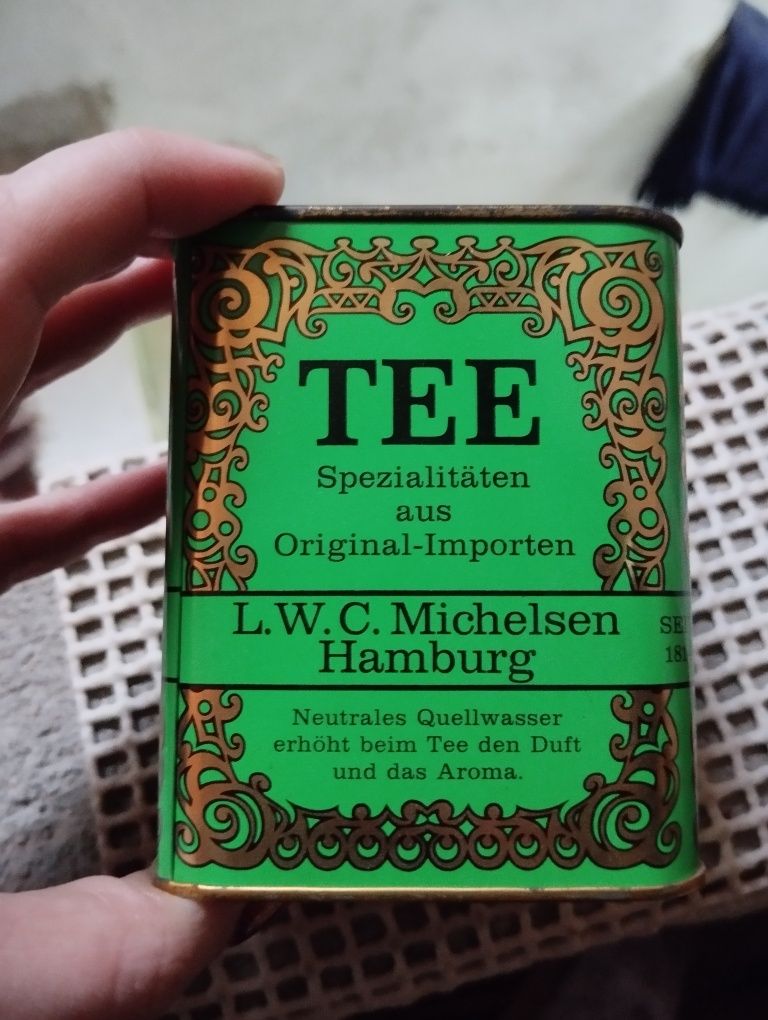 TEE
Spezialitäten
aus
Original-Importen
L.W.C. Michelsen
Hamburg
Neutrales Quellwasser
erhöht beim Tee den Duft
und das Aroma.